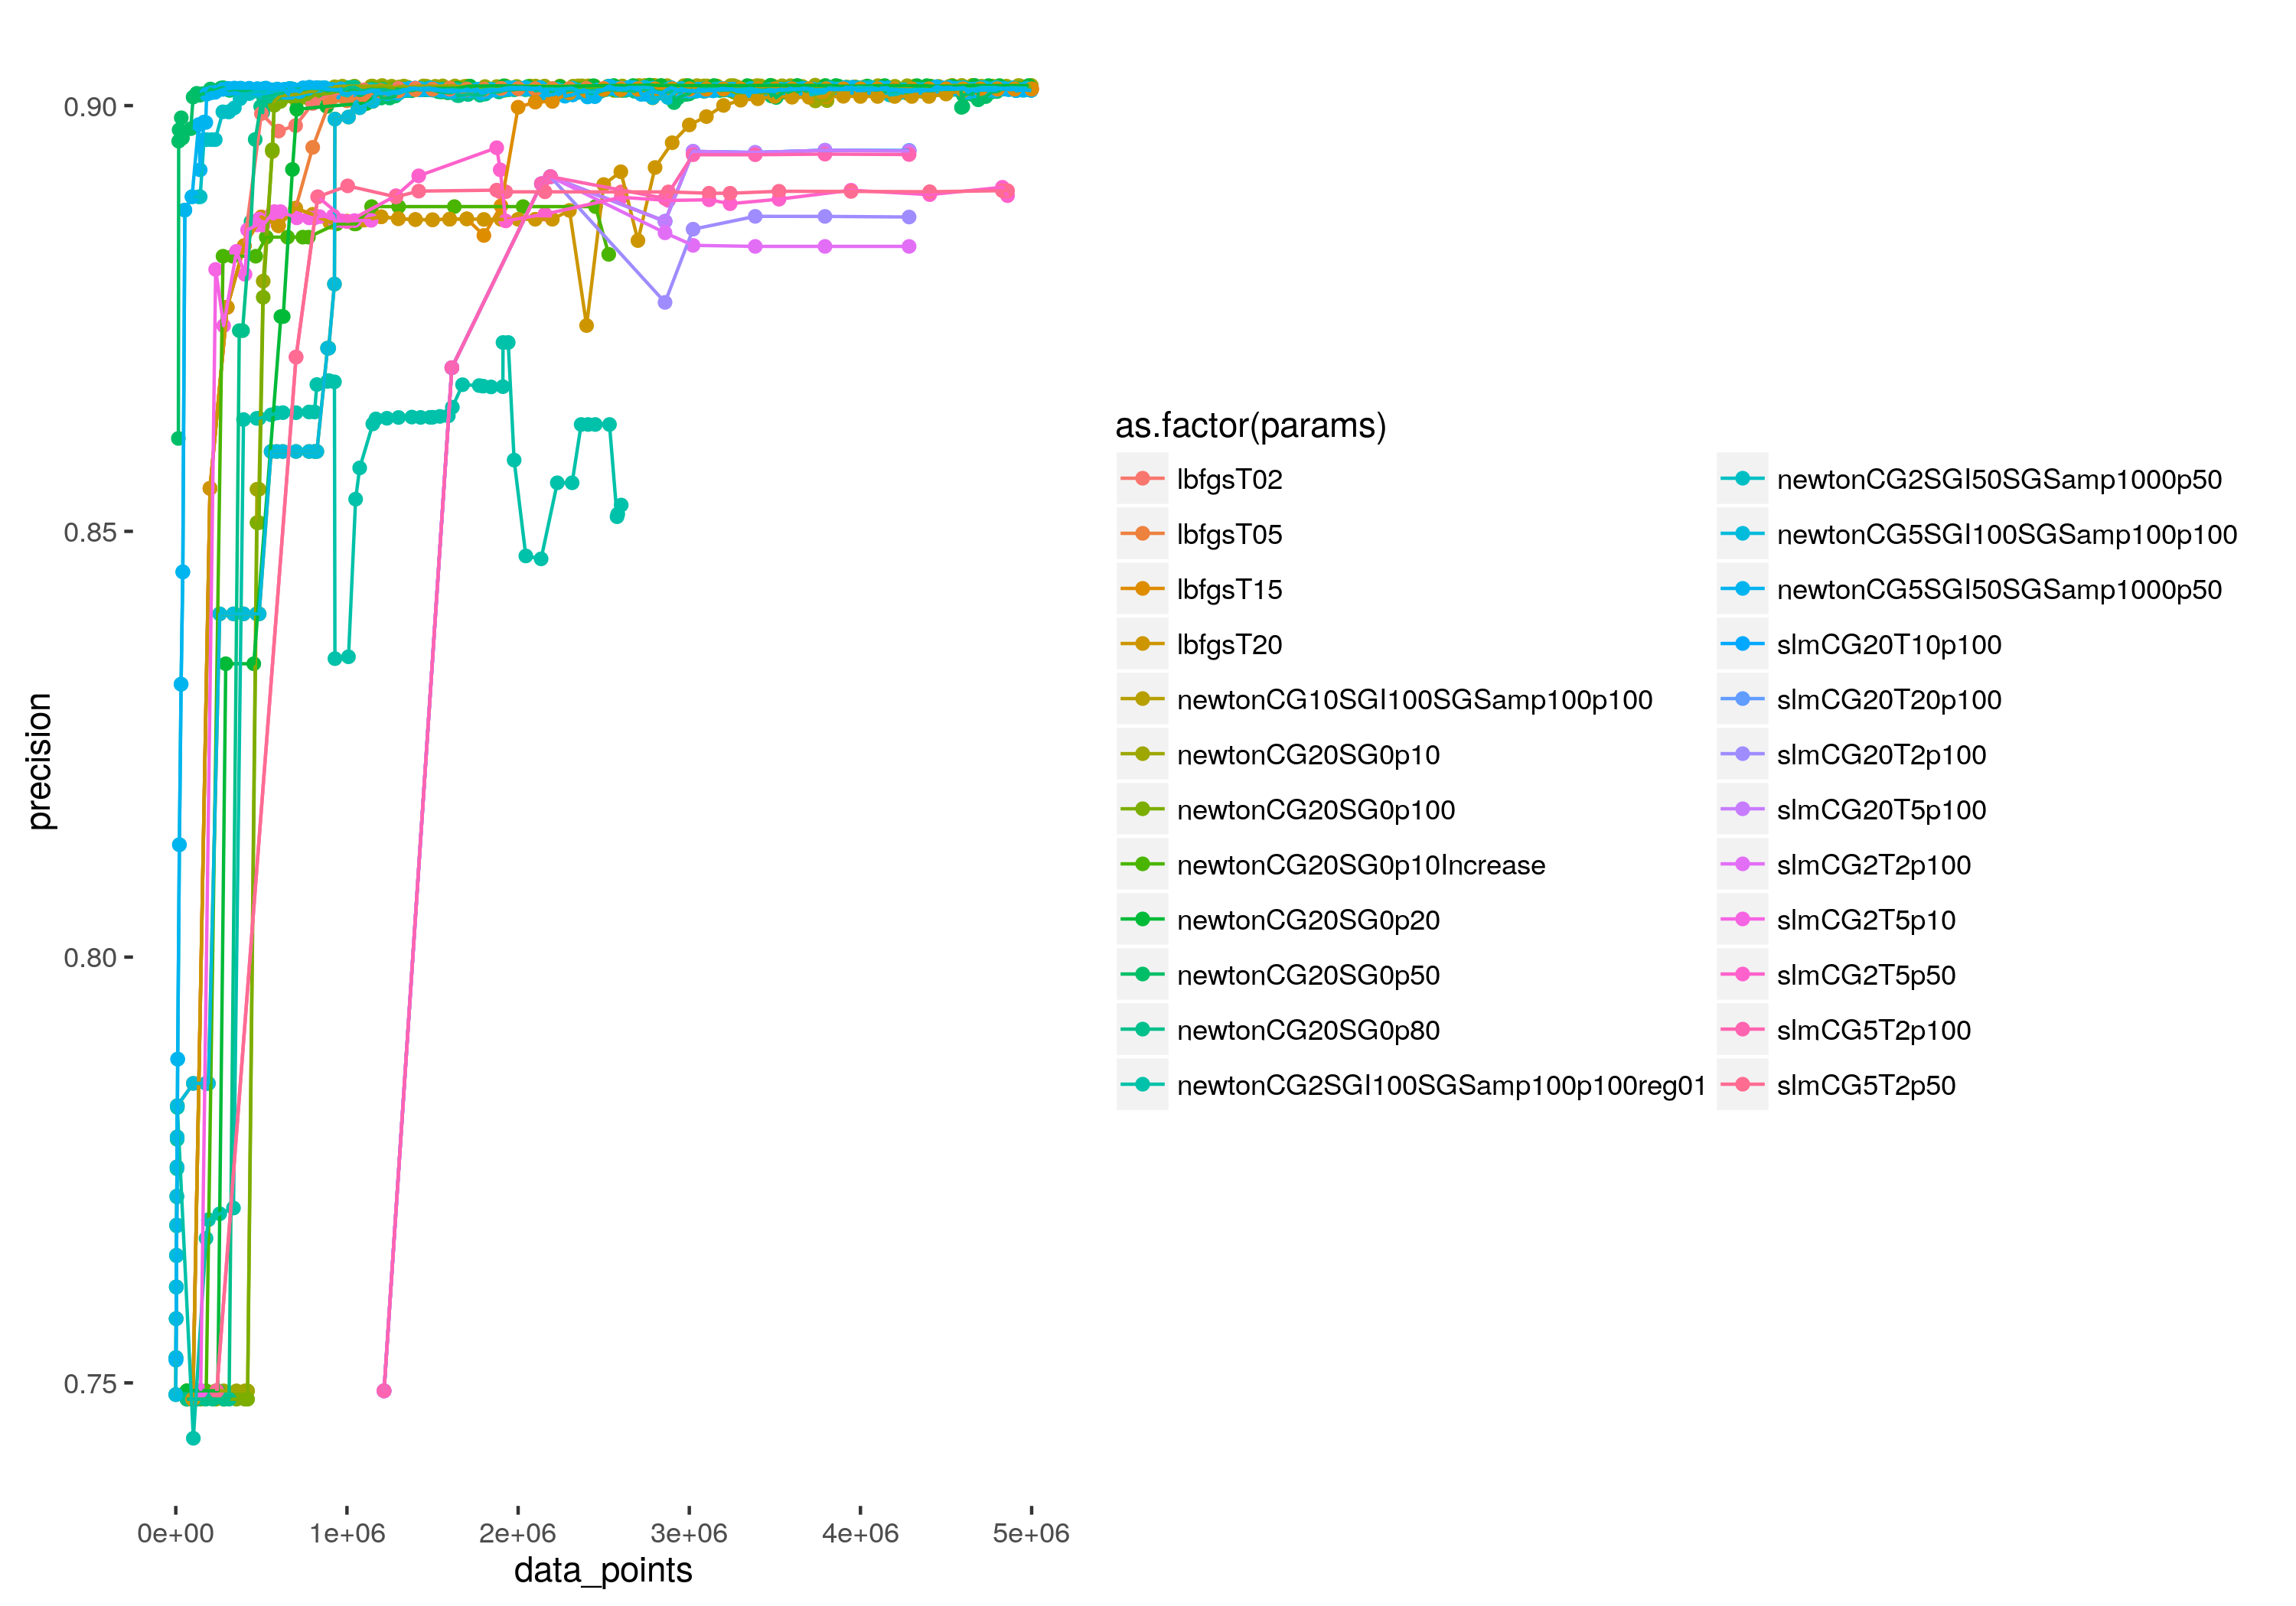 precision
0.90
0.85
0.80
0.75
0e+00
1e+06
2e+06
3e+06
4e+06
5e+06
data_points
as.factor(params)
lbfgsT02
lbfgsT05
lbfgsT15
lbfgsT20
newtonCG10SGI100SGSamp100p100
newtonCG20SG0p10
newtonCG20SG0p100
newtonCG20SG0p10Increase
newtonCG20SG0p20
newtonCG20SG0p50
newtonCG20SG0p80
newtonCG2SGI100SGSamp100p100reg01
newtonCG2SGI50SGSamp1000p50
newtonCG5SGI100SGSamp100p100
newtonCG5SGI50SGSamp1000p50
slmCG20T10p100
slmCG20T20p100
slmCG20T2p100
slmCG20T5p100
slmCG2T2p100
slmCG2T5p10
slmCG2T5p50
slmCG5T2p100
slmCG5T2p50